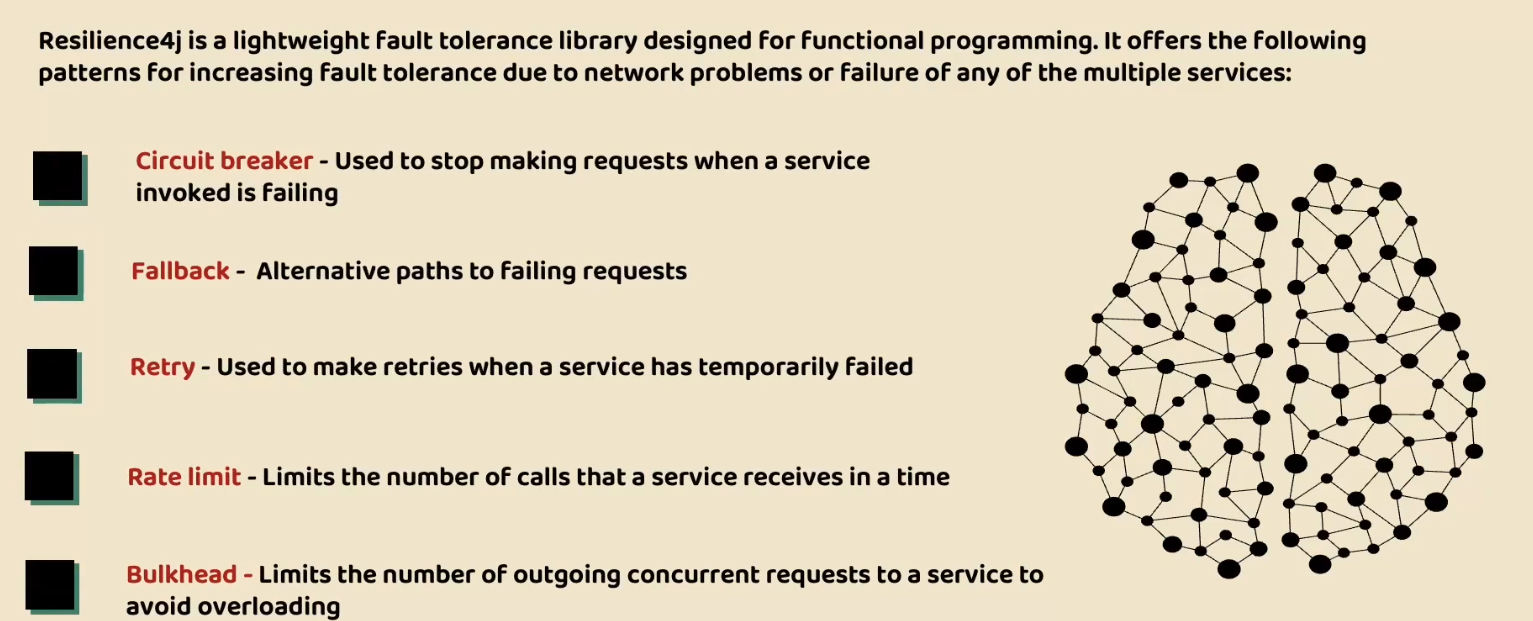 Resilience4j is a lightweight fault tolerance library designed for functional programming. It offers the following
patterns for increasing fault tolerance due to network problems or failure of any of the multiple services:
Circuit breaker - Used to stop making requests when a service
invoked is failing
Fallback - Alternative paths to failing requests
Retry - Used to make retries when a service has temporarily failed
Rate limit - Limits the number of calls that a service receives in a time
Bulkhead - Limits the number of outgoing concurrent requests to a service to
avoid overloading